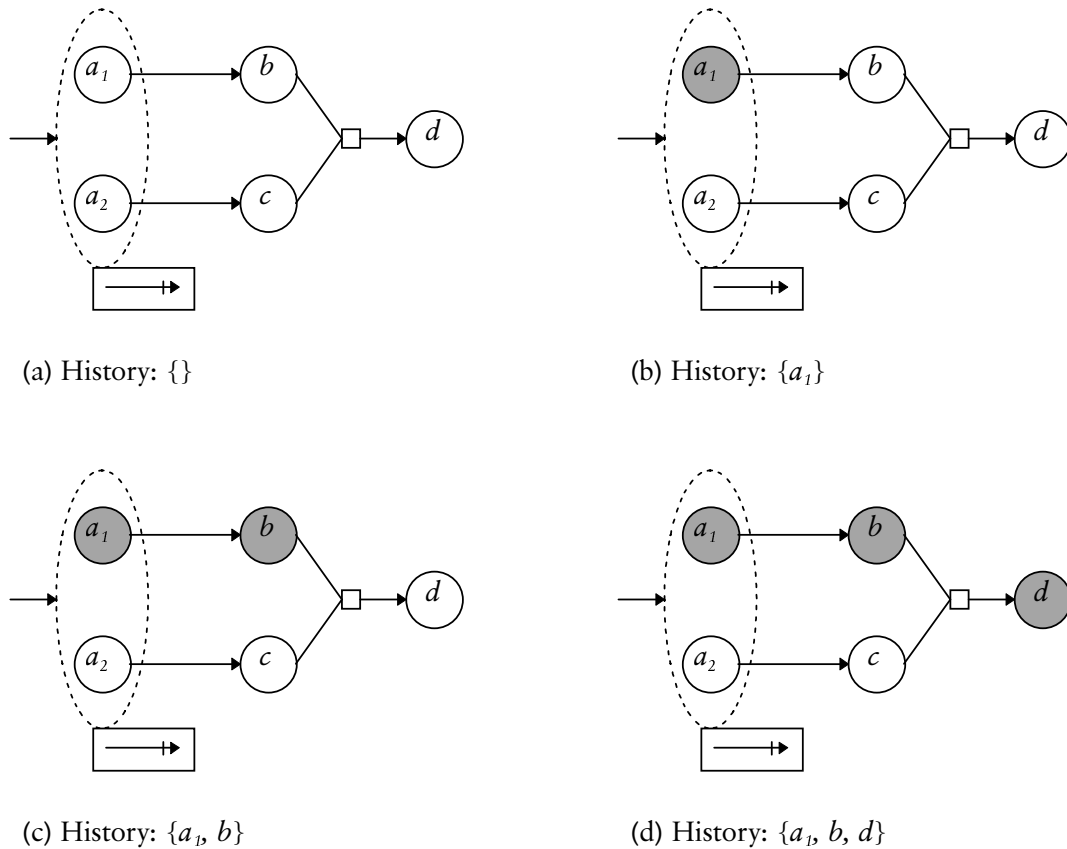 a₁ b
d
a₂ c
(a) History: {}
a₁ b
d
a₂ c
(b) History: {a₁}
a₁ b
d
a₂ c
(c) History: {a₁, b}
a₁ b
d
a₂ c
(d) History: {a₁, b, d}